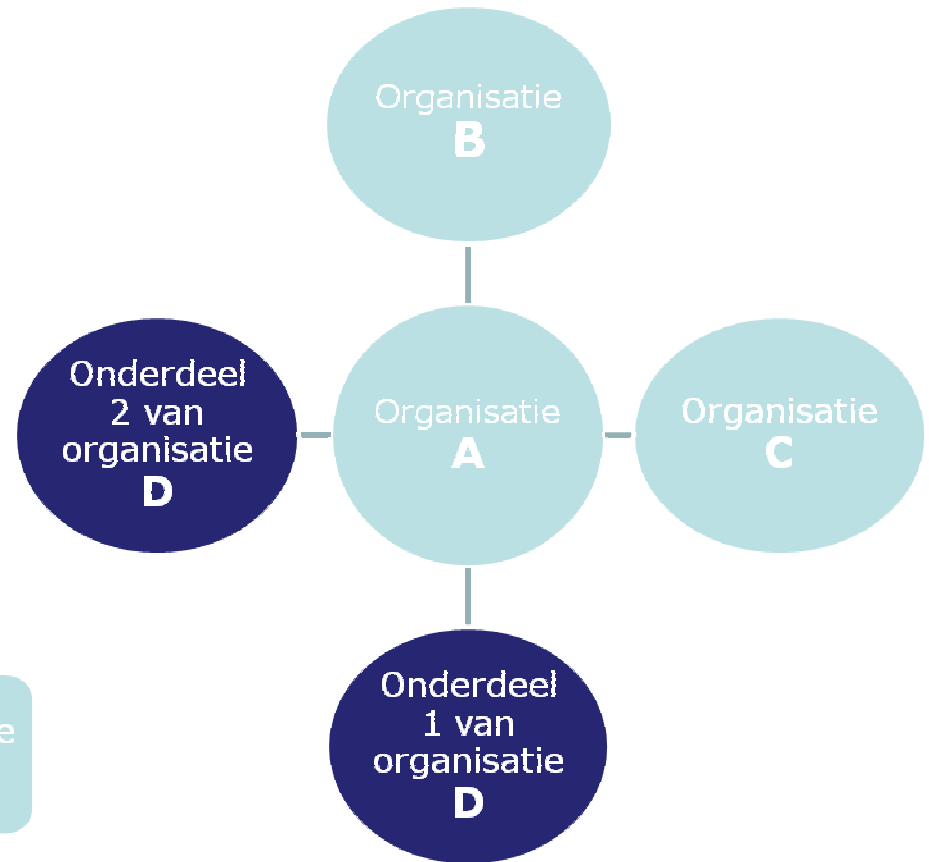 Organisatie
B
Onderdeel
2 van
organisatie
D
Organisatie
A
Organisatie
C
Onderdeel
1 van
organisatie
D